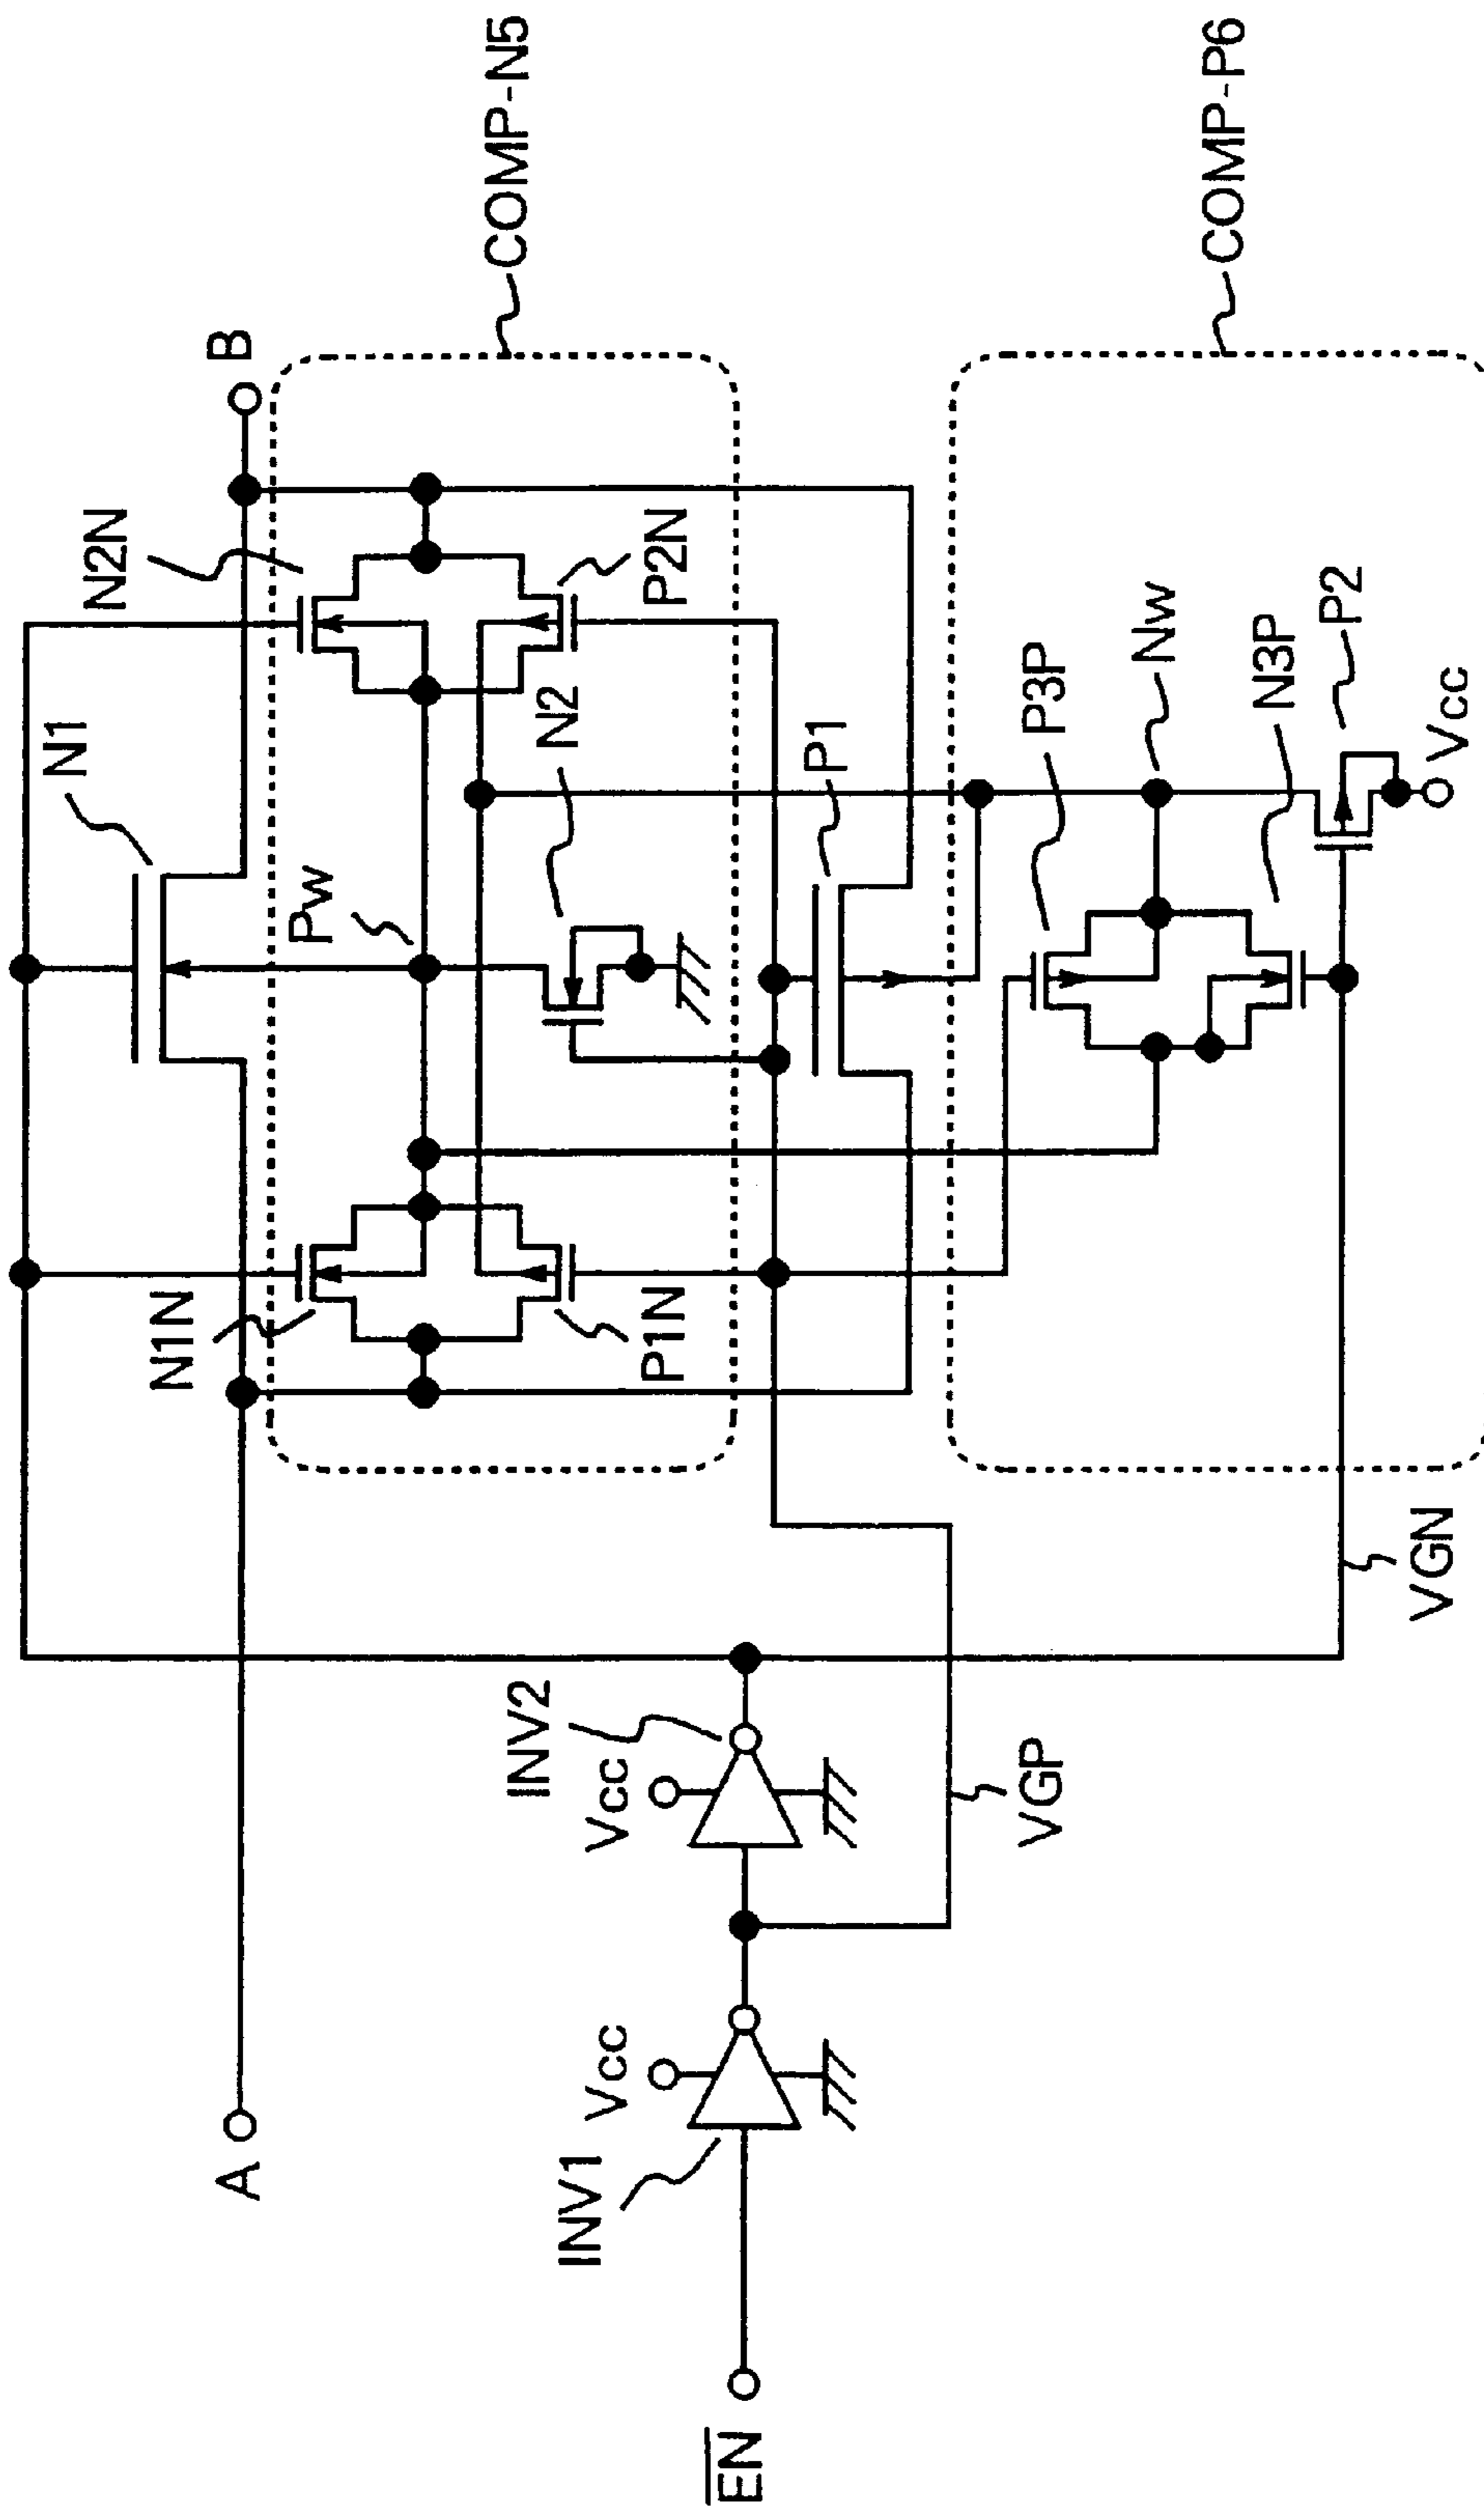 N1
N2N
B
N1N
Pw
N2
P2N
COMP-N5
P1N
P1
A
INV1
Vcc
INV2
Vcc
EN
VGP
P3P
Nw
N3P
P2
COMP-P6
VGN
Vcc